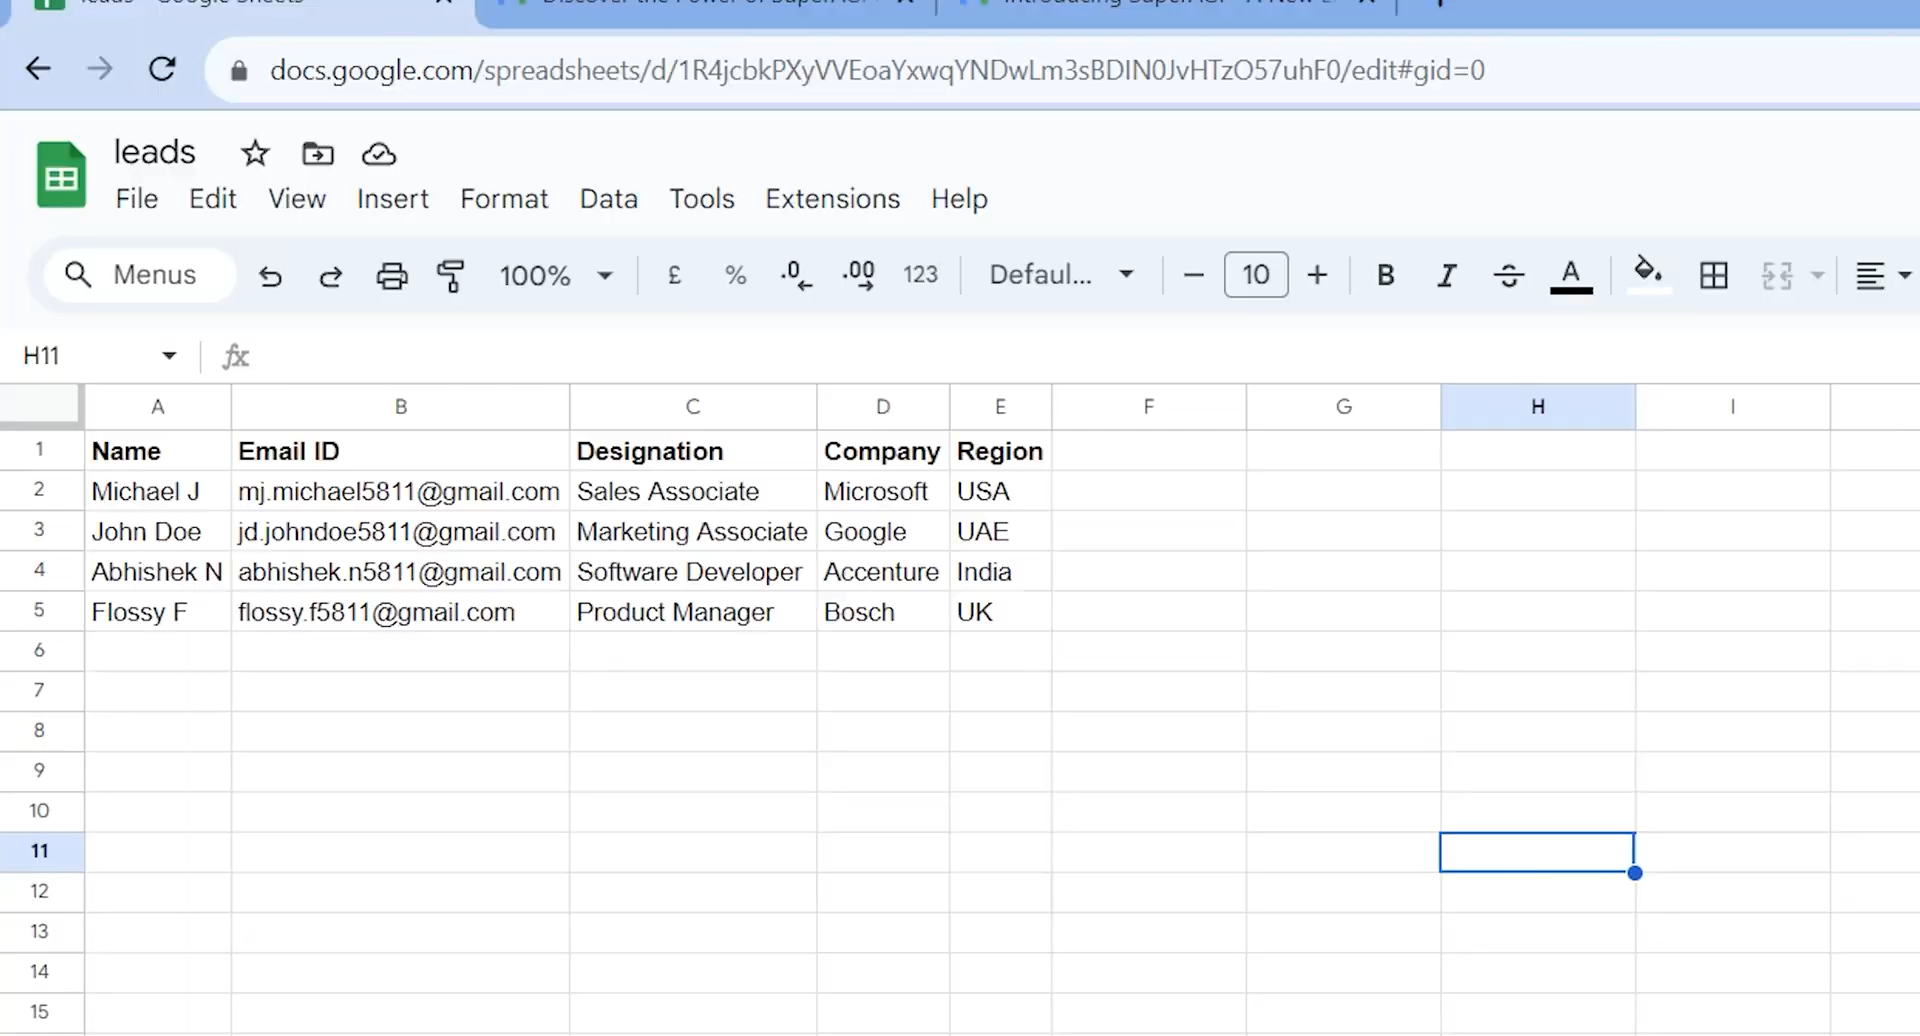 leads - Google Sheets
docs.google.com/spreadsheets/d/1R4jcbkPXyVVEoaYxwqYNDwLm3sBDIN0JvHTzO57uhF0/edit#gid=0
leads
File Edit View Insert Format Data Tools Extensions Help
Menus 100% £ % .0 .00 123 Defaul... 10 B I A
H11 fx
A B C D E F G H I
1 Name Email ID Designation Company Region
2 Michael J mj.michael5811@gmail.com Sales Associate Microsoft USA
3 John Doe jd.johndoe5811@gmail.com Marketing Associate Google UAE
4 Abhishek N abhishek.n5811@gmail.com Software Developer Accenture India
5 Flossy F flossy.f5811@gmail.com Product Manager Bosch UK
6
7
8
9
10
11
12
13
14
15